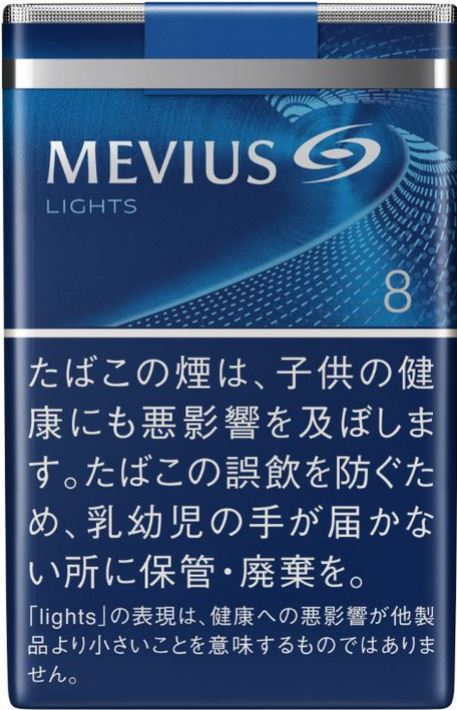 MEVIUS
LIGHTS
8
たばこの煙は、子供の健
康にも悪影響を及ぼしま
す。たばこの誤飲を防ぐた
め、乳幼児の手が届かな
い所に保管・廃棄を。
「lights」の表現は、健康への悪影響が他製
品より小さいことを意味するものではありま
せん。